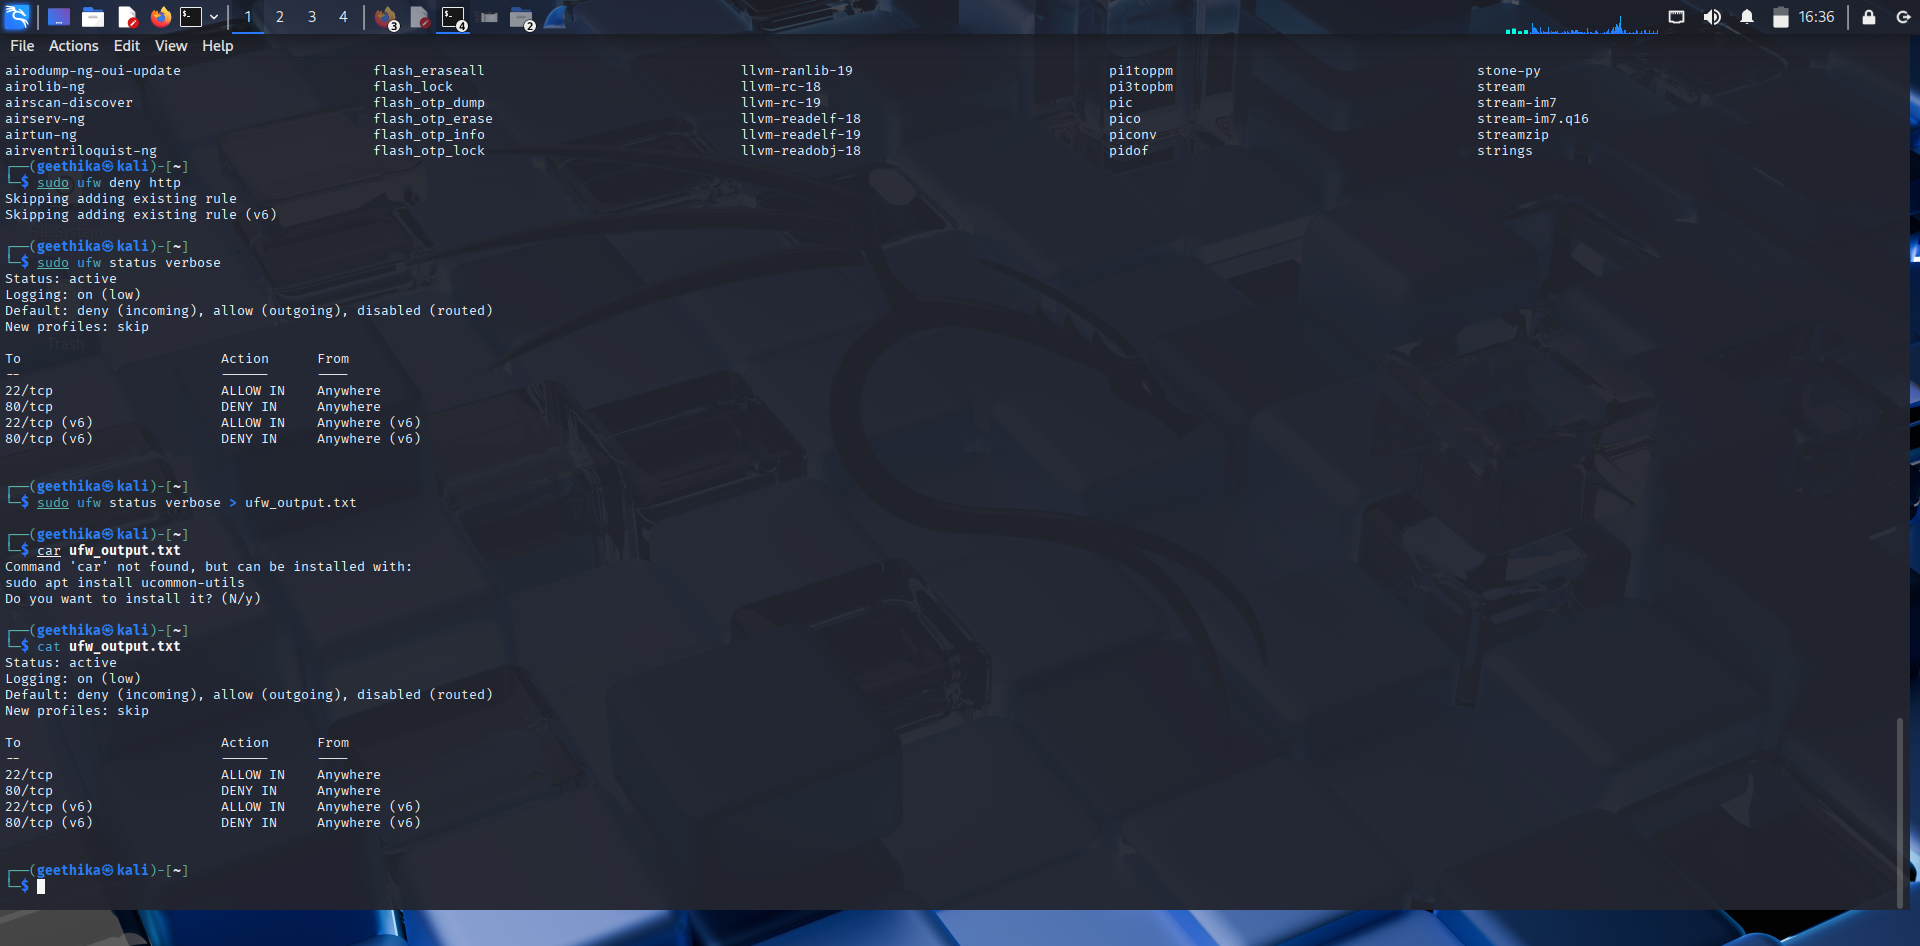 1 2 3 4 3 4 2 16:36
File Actions Edit View Help
airodump-ng-oui-update flash_eraseall llvm-ranlib-19 pi1toppm stone-py
airolib-ng flash_lock llvm-rc-18 pi3topbm stream
airscan-discover flash_otp_dump llvm-rc-19 pic stream-im7
airserv-ng flash_otp_erase llvm-readelf-18 pico stream-im7.q16
airtun-ng flash_otp_info llvm-readelf-19 piconv streamzip
airventriloquist-ng flash_otp_lock llvm-readobj-18 pidof strings
┌──(geethika㉿kali)-[~]
└─$ sudo ufw deny http
Skipping adding existing rule
Skipping adding existing rule (v6)
File System
┌──(geethika㉿kali)-[~]
└─$ sudo ufw status verbose
Status: active
Logging: on (low)
Default: deny (incoming), allow (outgoing), disabled (routed)
New profiles: skip
Trash
To Action From
-- ------ ----
22/tcp ALLOW IN Anywhere
80/tcp DENY IN Anywhere
22/tcp (v6) ALLOW IN Anywhere (v6)
80/tcp (v6) DENY IN Anywhere (v6)
┌──(geethika㉿kali)-[~]
└─$ sudo ufw status verbose > ufw_output.txt
┌──(geethika㉿kali)-[~]
└─$ car ufw_output.txt
Command 'car' not found, but can be installed with:
sudo apt install ucommon-utils
Do you want to install it? (N/y)
┌──(geethika㉿kali)-[~]
└─$ cat ufw_output.txt
Status: active
Logging: on (low)
Default: deny (incoming), allow (outgoing), disabled (routed)
New profiles: skip
To Action From
-- ------ ----
22/tcp ALLOW IN Anywhere
80/tcp DENY IN Anywhere
22/tcp (v6) ALLOW IN Anywhere (v6)
80/tcp (v6) DENY IN Anywhere (v6)
┌──(geethika㉿kali)-[~]
└─$